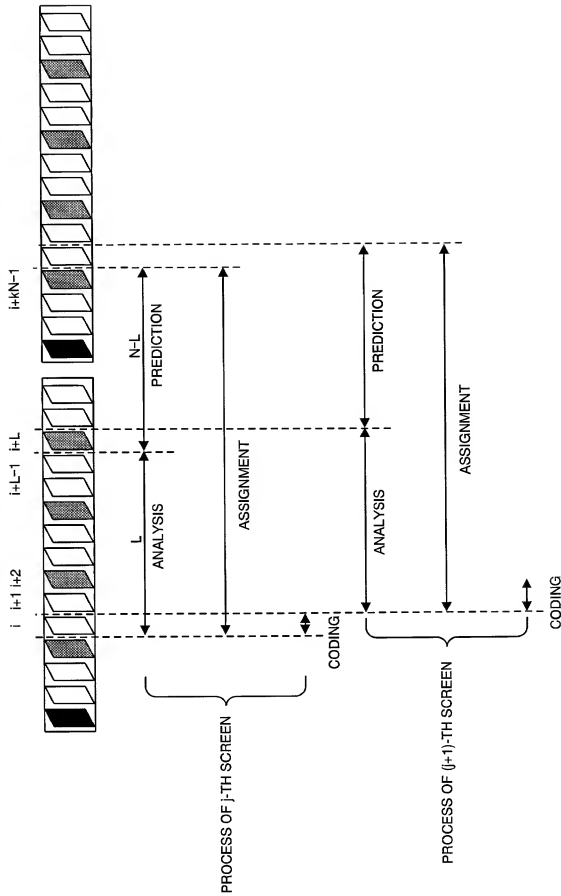 i
i+1
i+2
i+L-1
i+L
i+kN-1
L
ANALYSIS
N-L
PREDICTION
ASSIGNMENT
CODING
PROCESS OF j-TH SCREEN
ANALYSIS
PREDICTION
ASSIGNMENT
CODING
PROCESS OF (j+1)-TH SCREEN